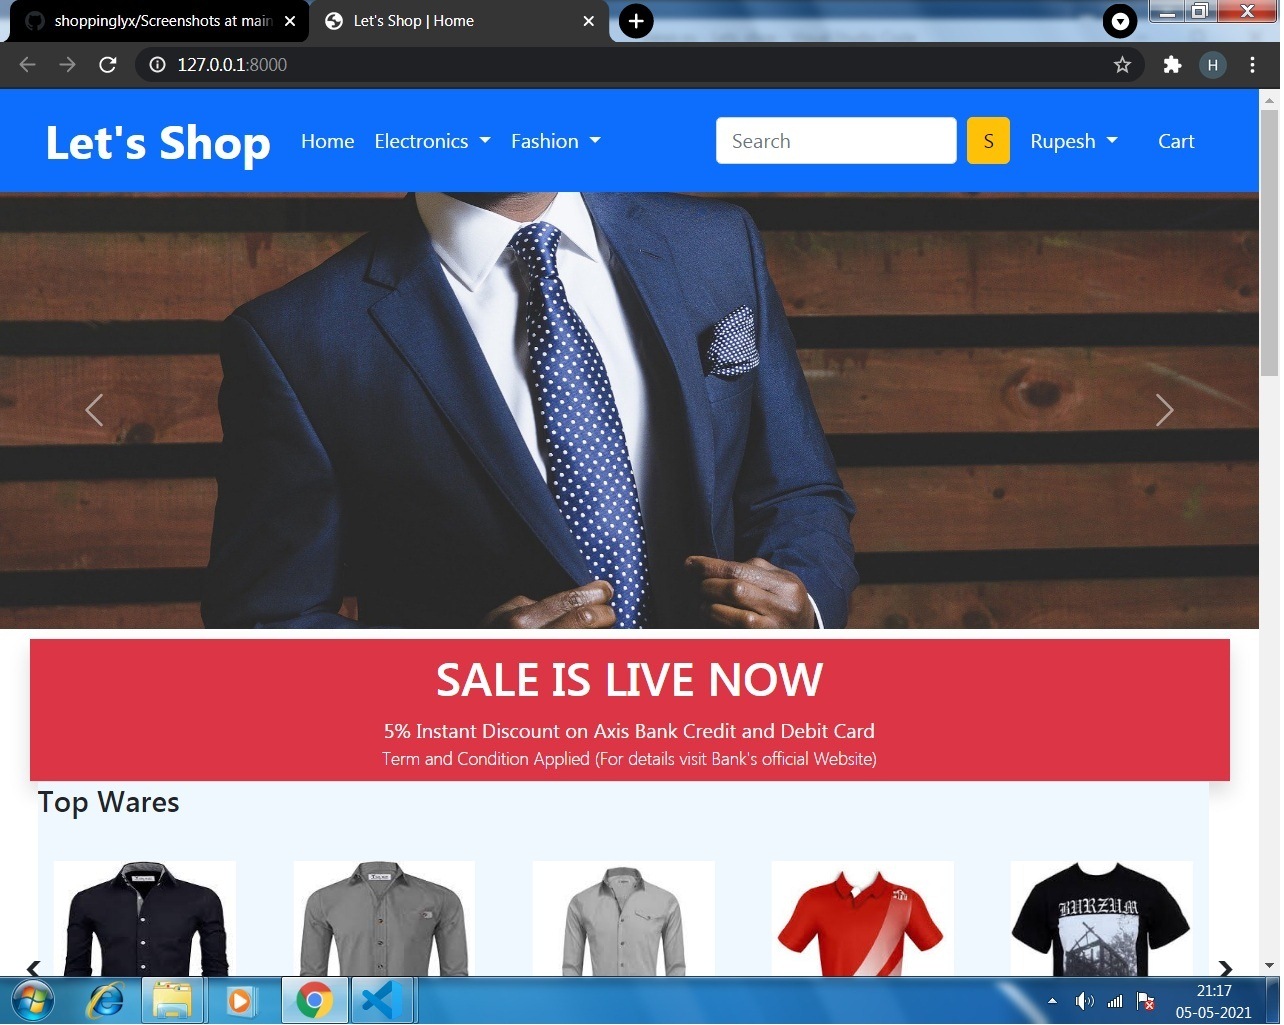 shoppinglyx/Screenshots at main
Let's Shop | Home
127.0.0.1:8000
H
Let's Shop
Home
Electronics
Fashion
Search
S
Rupesh
Cart
SALE IS LIVE NOW
5% Instant Discount on Axis Bank Credit and Debit Card
Term and Condition Applied (For details visit Bank's official Website)
Top Wares
BURZUM
21:17
05-05-2021